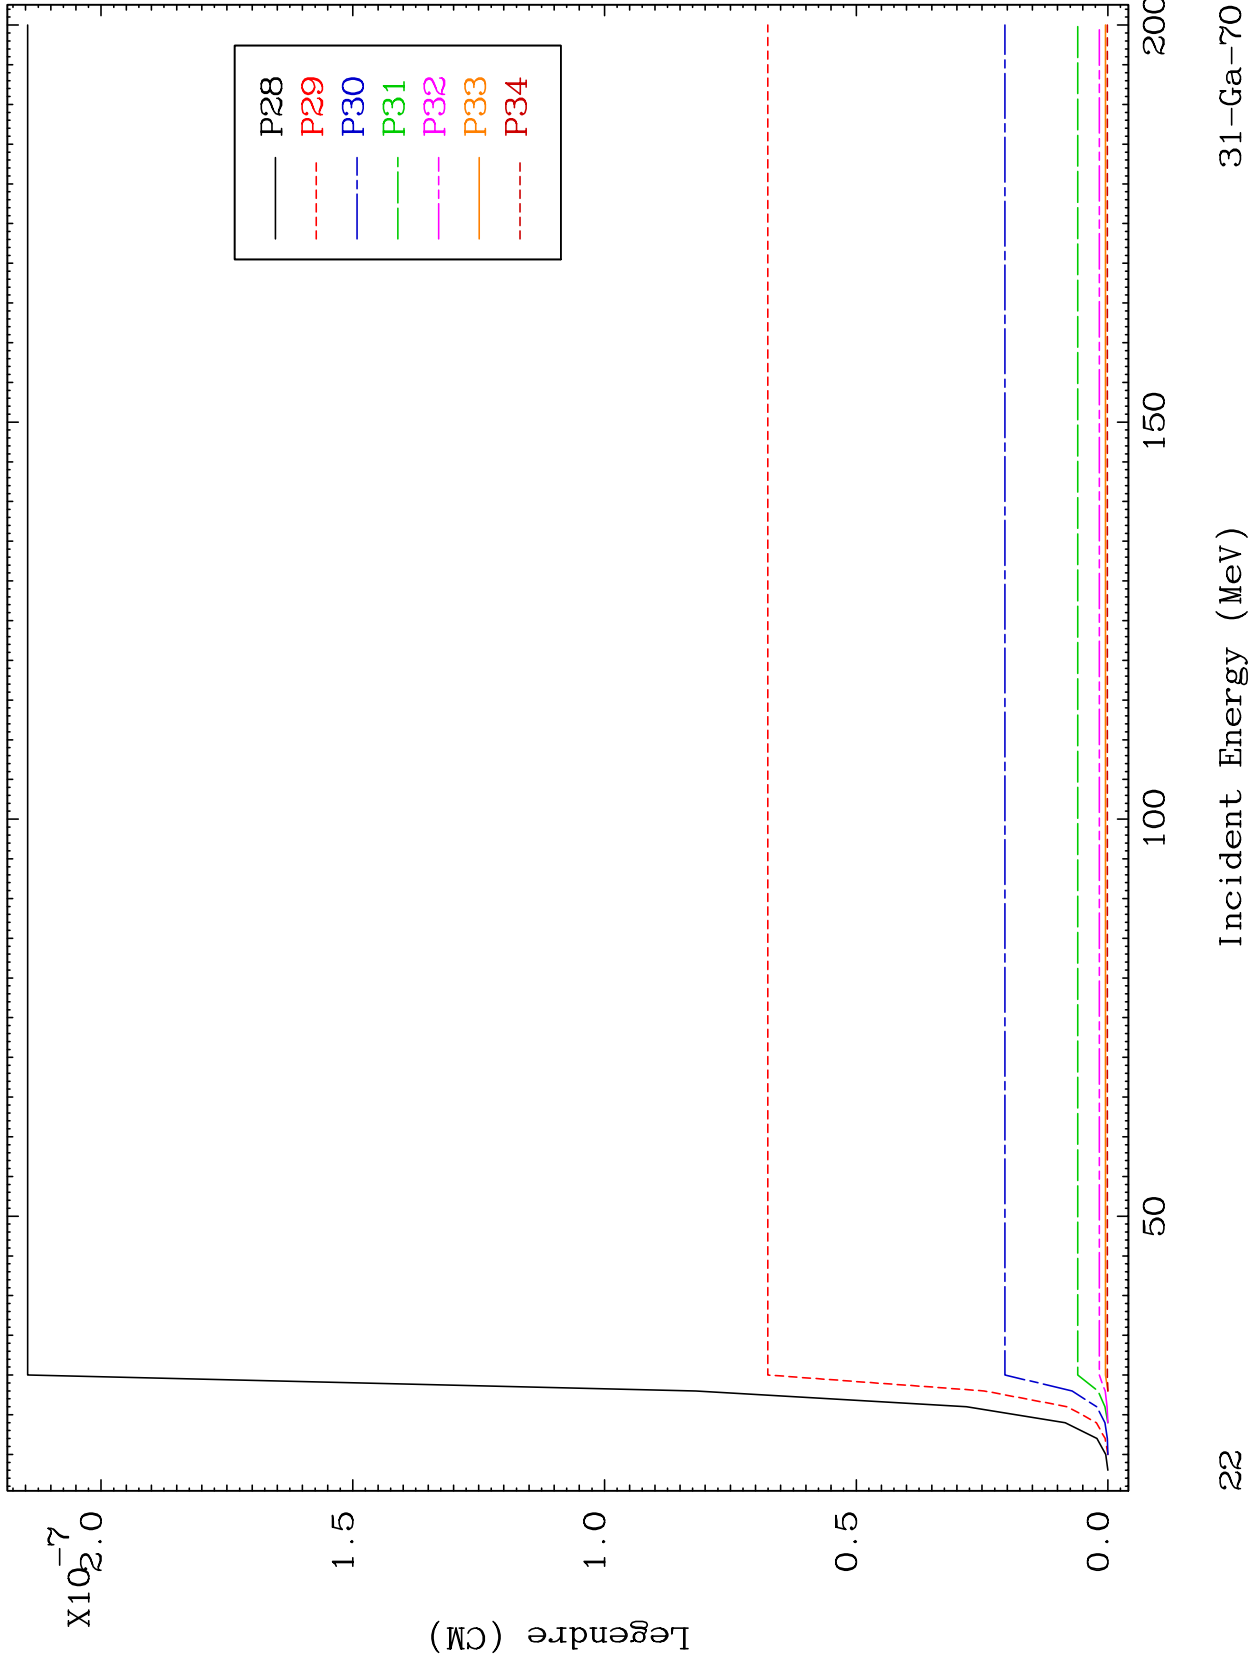 X10-7
2.0
1.5
1.0
0.5
0.0
Legendre (CM)
P28
P29
P30
P31
P32
P33
P34
50
100
150
200
Incident Energy (MeV)
22
31-Ga-70